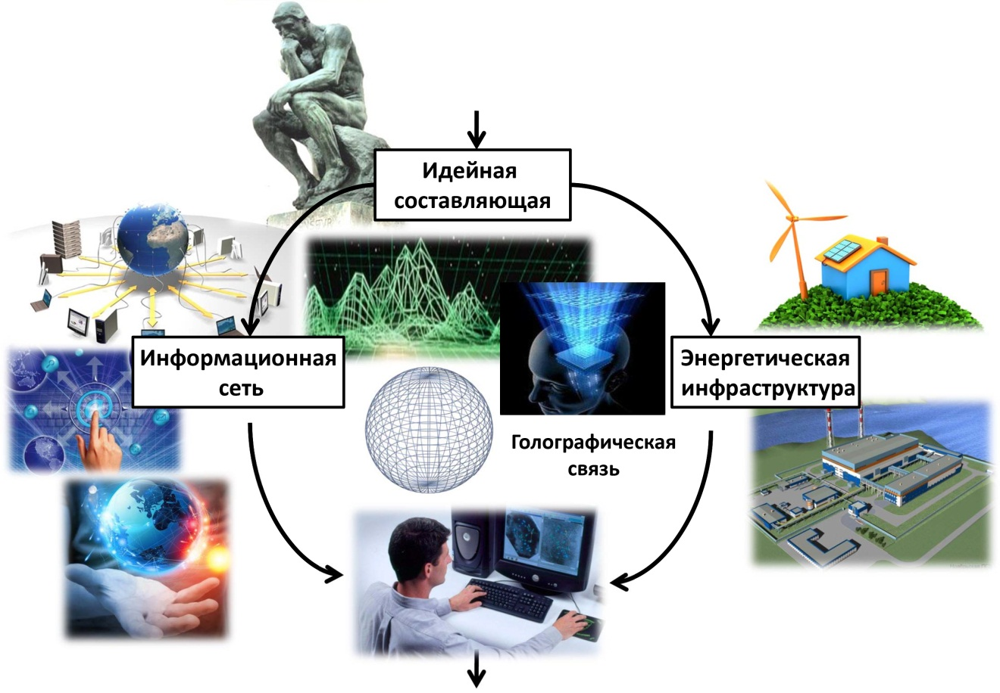 Идейная
составляющая
Информационная
сеть
Энергетическая
инфраструктура
Голографическая
связь